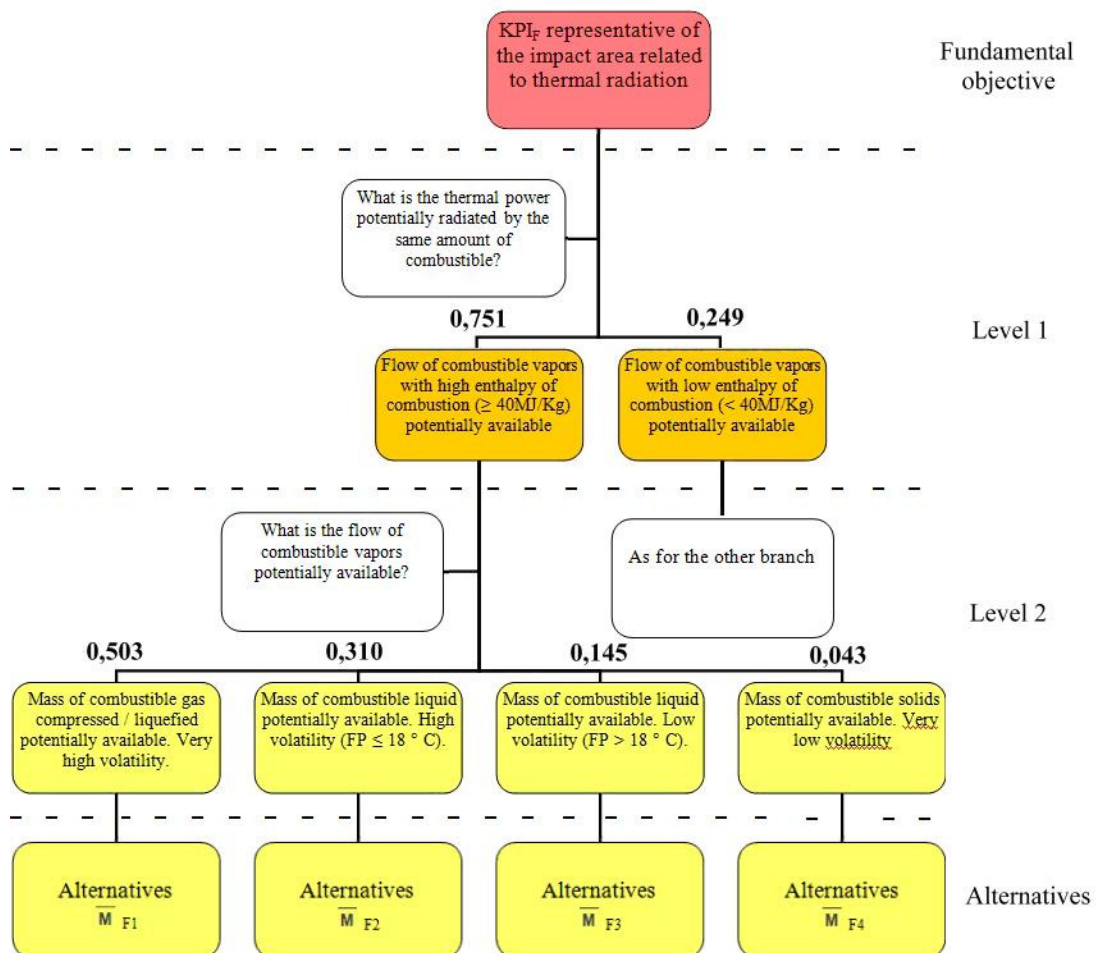 KPIF representative of
the impact area related
to thermal radiation
Fundamental
objective
What is the thermal power
potentially radiated by the
same amount of
combustible?
0,751
0,249
Level 1
Flow of combustible vapors
with high enthalpy of
combustion (≥ 40MJ/Kg)
potentially available
Flow of combustible vapors
with low enthalpy of
combustion (< 40MJ/Kg)
potentially available
What is the flow of
combustible vapors
potentially available?
As for the other branch
Level 2
0,503
0,310
0,145
0,043
Mass of combustible gas
compressed / liquefied
potentially available. Very
high volatility.
Mass of combustible liquid
potentially available. High
volatility (FP ≤ 18 ° C).
Mass of combustible liquid
potentially available. Low
volatility (FP > 18 ° C).
Mass of combustible solids
potentially available. Very
low volatility
Alternatives
M̅ F1
Alternatives
M̅ F2
Alternatives
M̅ F3
Alternatives
M̅ F4
Alternatives